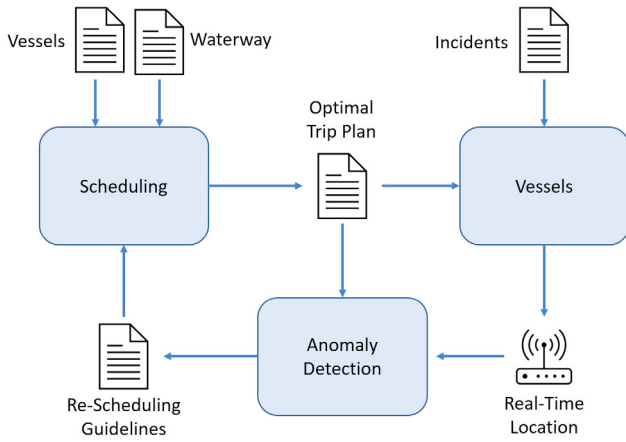 Vessels
Waterway
Incidents
Optimal
Trip Plan
Scheduling
Vessels
Anomaly
Detection
Re-Scheduling
Guidelines
Real-Time
Location